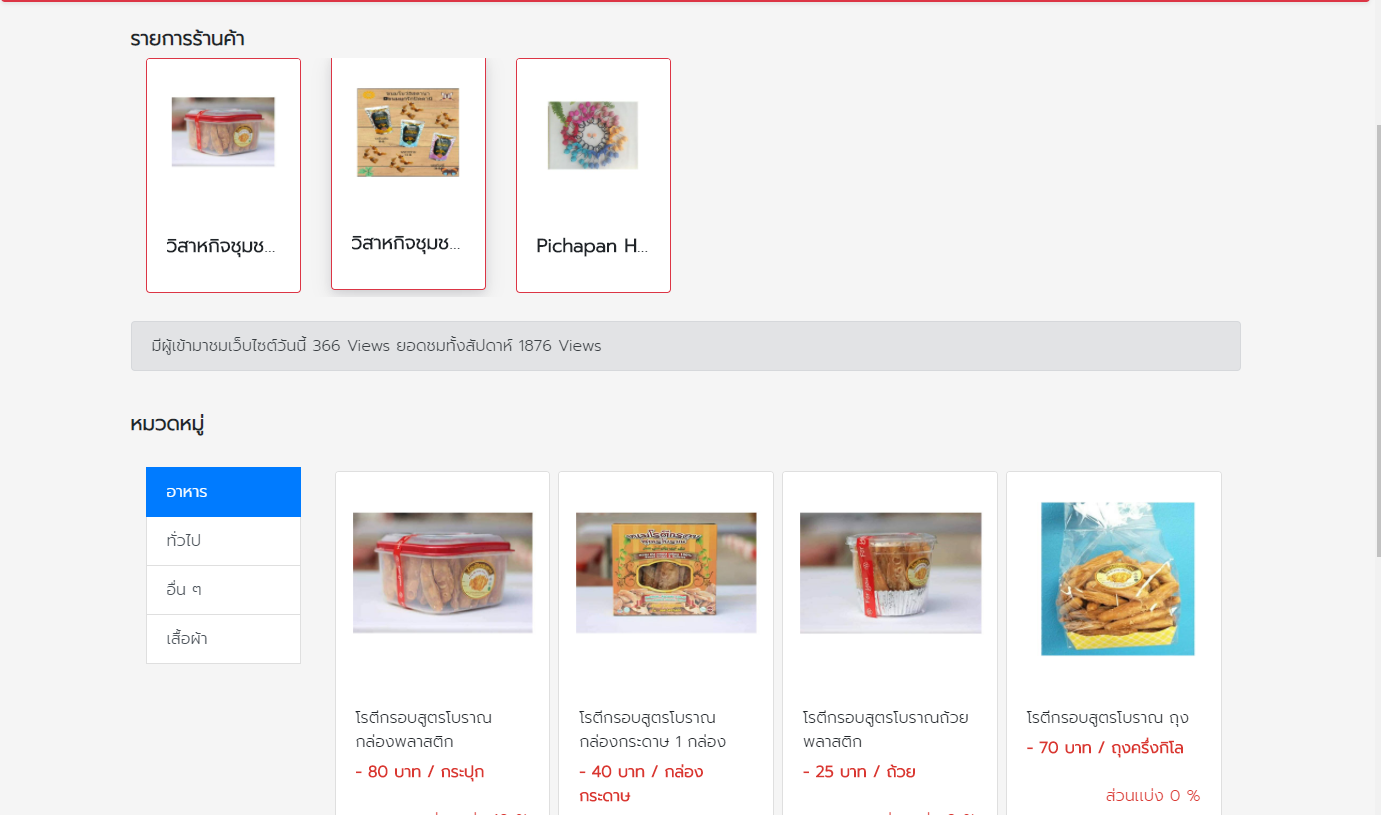 รายการร้านค้า
วิสาหกิจชุมช...
วิสาหกิจชุมช...
Pichapan H...
มีผู้เข้ามาชมเว็บไซต์วันนี้ 366 Views ยอดชมทั้งสัปดาห์ 1876 Views
หมวดหมู่
อาหาร
ทั่วไป
อื่น ๆ
เสื้อผ้า
โรตีกรอบสูตรโบราณ
กล่องพลาสติก
- 80 บาท / กระปุก
โรตีกรอบสูตรโบราณ
กล่องกระดาษ 1 กล่อง
- 40 บาท / กล่อง
กระดาษ
โรตีกรอบสูตรโบราณถ้วย
พลาสติก
- 25 บาท / ถ้วย
โรตีกรอบสูตรโบราณ ถุง
- 70 บาท / ถุงครึ่งกิโล
ส่วนแบ่ง 0 %